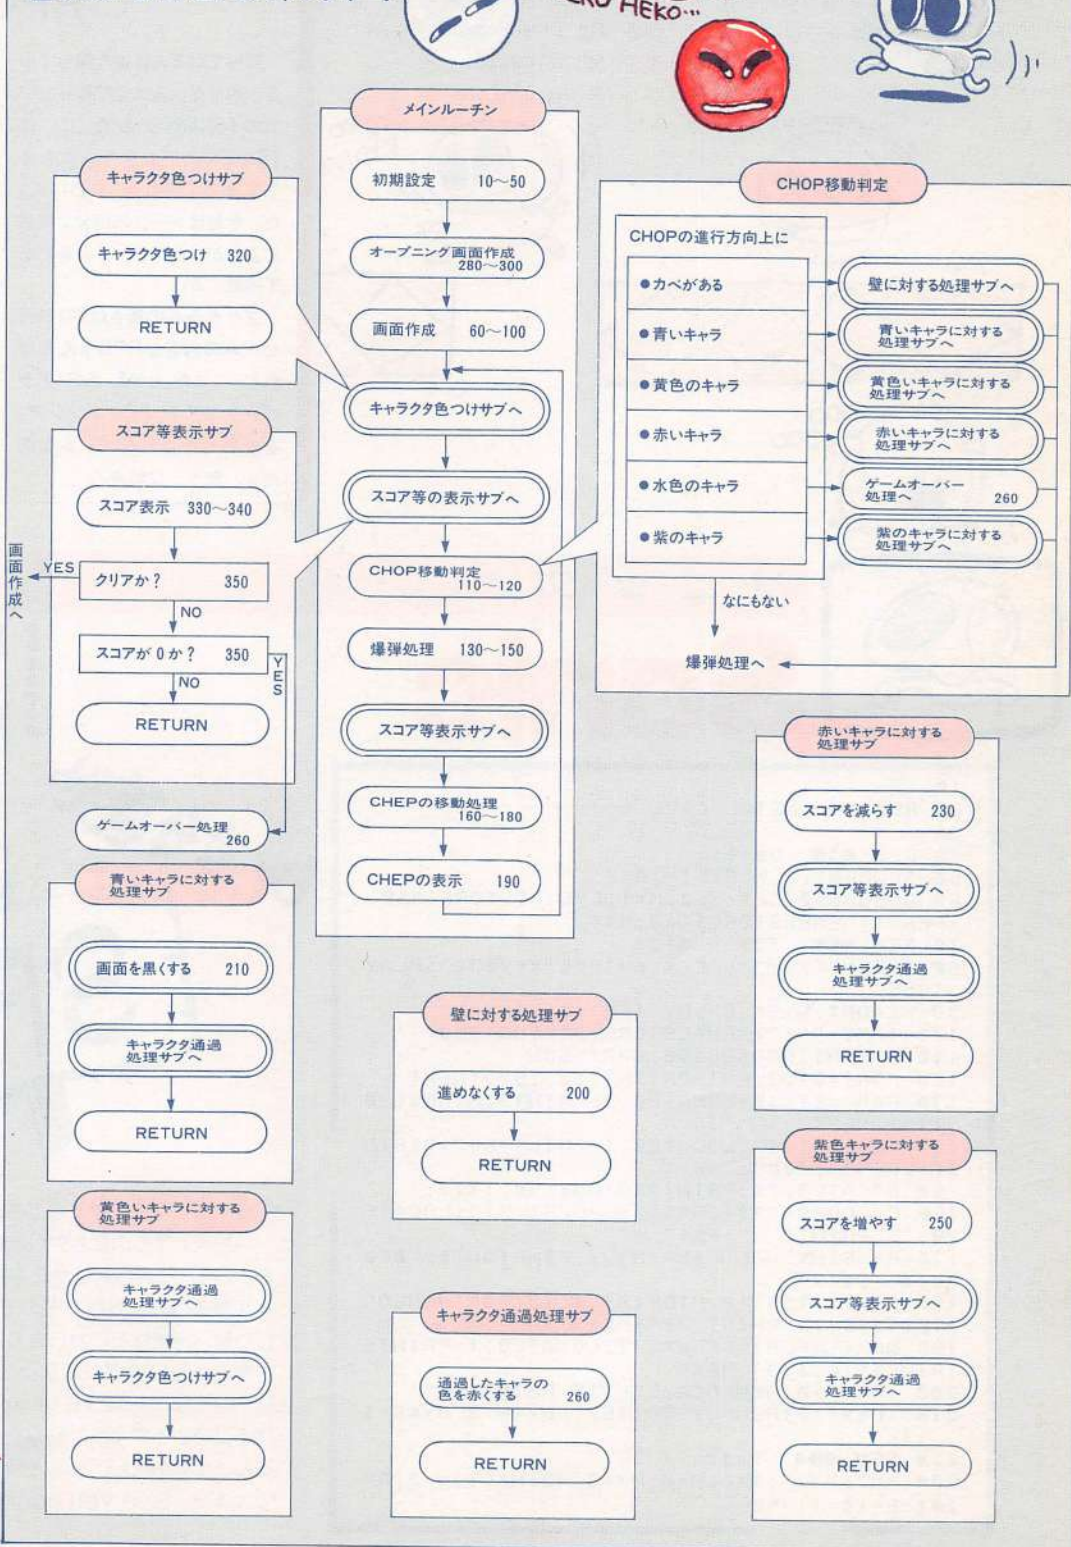 HEKO…
メインルーチン
初期設定 10〜50
オープニング画面作成
280〜300
画面作成 60〜100
キャラクタ色つけサブへ
スコア等の表示サブへ
CHOP移動判定
110〜120
爆弾処理 130〜150
スコア等表示サブへ
CHEPの移動処理
160〜180
CHEPの表示 190
キャラクタ色つけサブ
キャラクタ色つけ 320
RETURN
スコア等表示サブ
スコア表示 330〜340
クリアか? 350
YES
画面作成へ
NO
スコアが0か? 350
YES
NO
RETURN
ゲームオーバー処理
260
CHOP移動判定
CHOPの進行方向上に
●カベがある
壁に対する処理サブへ
●青いキャラ
青いキャラに対する
処理サブへ
●黄色のキャラ
黄色いキャラに対する
処理サブへ
●赤いキャラ
赤いキャラに対する
処理サブへ
●水色のキャラ
ゲームオーバー
処理へ 260
●紫のキャラ
紫のキャラに対する
処理サブへ
なにもない
爆弾処理へ
青いキャラに対する
処理サブ
画面を黒くする 210
キャラクタ通過
処理サブへ
RETURN
黄色いキャラに対する
処理サブ
キャラクタ通過
処理サブへ
キャラクタ色つけサブへ
RETURN
壁に対する処理サブ
進めなくする 200
RETURN
キャラクタ通過処理サブ
通過したキャラの
色を赤くする 260
RETURN
赤いキャラに対する
処理サブ
スコアを減らす 230
スコア等表示サブへ
キャラクタ通過
処理サブへ
RETURN
紫色キャラに対する
処理サブ
スコアを増やす 250
スコア等表示サブへ
キャラクタ通過
処理サブへ
RETURN